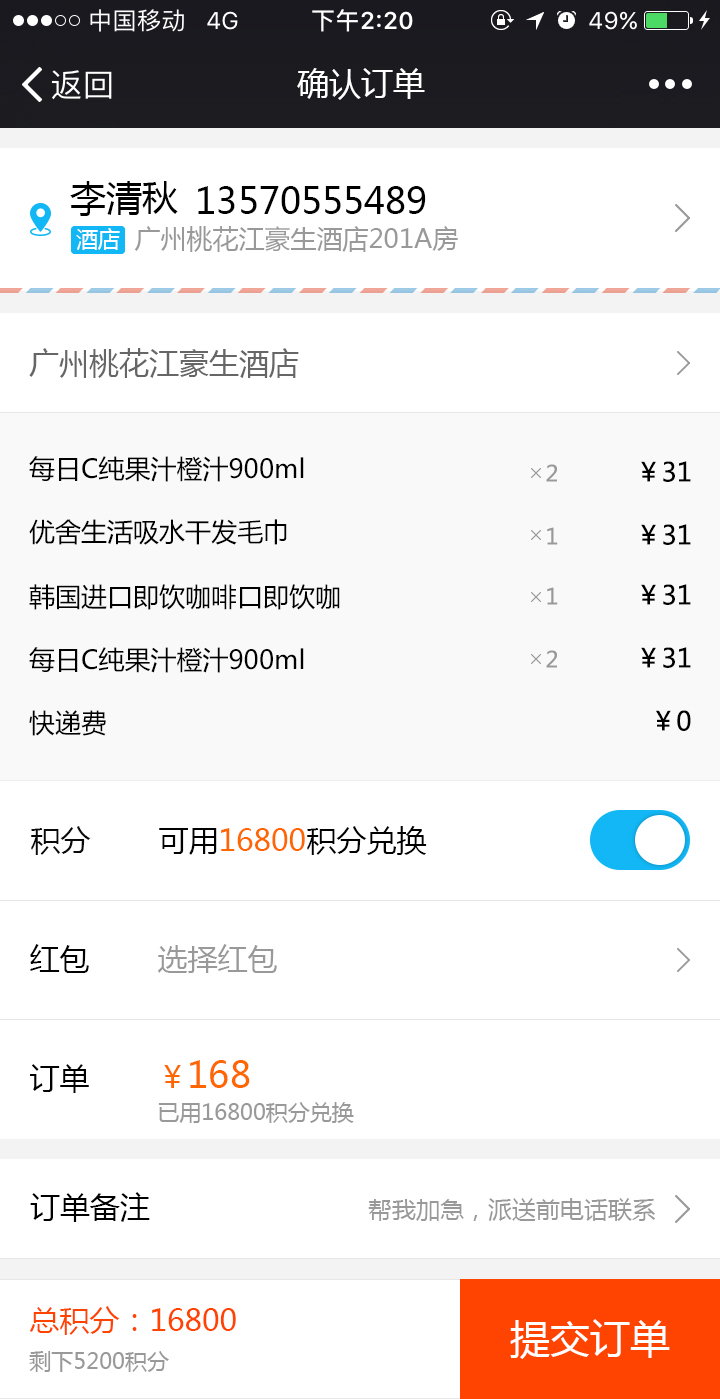 中国移动 4G 下午2:20 49%
返回 确认订单
李清秋 13570555489
酒店 广州桃花江豪生酒店201A房
广州桃花江豪生酒店
每日C纯果汁橙汁900ml ×2 ¥31
优舍生活吸水干发毛巾 ×1 ¥31
韩国进口即饮咖啡口即饮咖 ×1 ¥31
每日C纯果汁橙汁900ml ×2 ¥31
快递费 ¥0
积分 可用16800积分兑换
红包 选择红包
订单 ¥168
已用16800积分兑换
订单备注 帮我加急，派送前电话联系
总积分：16800
剩下5200积分
提交订单